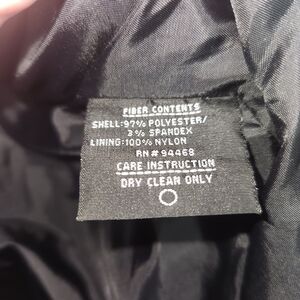 FIBER CONTENTS
SHELL:97% POLYESTER/
3% SPANDEX
LINING:100% NYLON
RN# 94468
CARE INSTRUCTION
DRY CLEAN ONLY